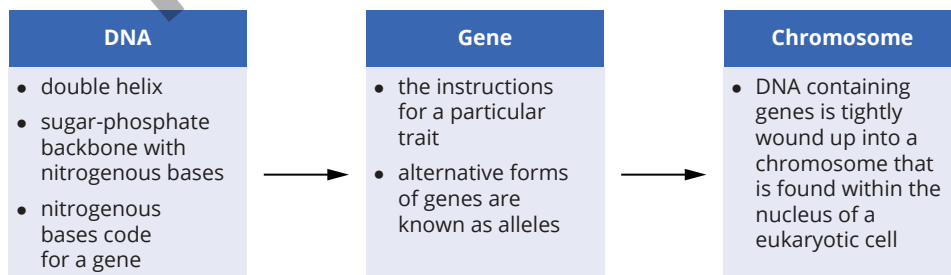 DNA
• double helix
• sugar-phosphate
backbone with
nitrogenous bases
• nitrogenous
bases code
for a gene
Gene
• the instructions
for a particular
trait
• alternative forms
of genes are
known as alleles
Chromosome
• DNA containing
genes is tightly
wound up into a
chromosome that
is found within the
nucleus of a
eukaryotic cell